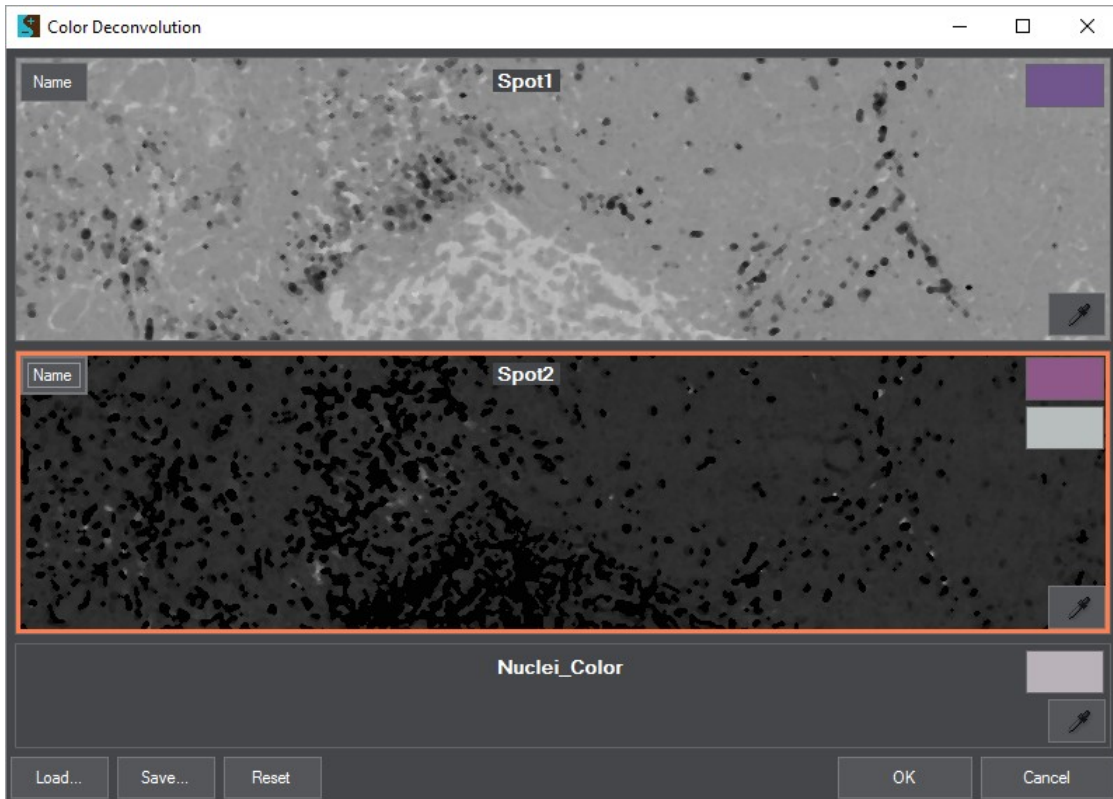 Color Deconvolution
Name
Spot1
Name
Spot2
Nuclei_Color
Load...
Save...
Reset
OK
Cancel